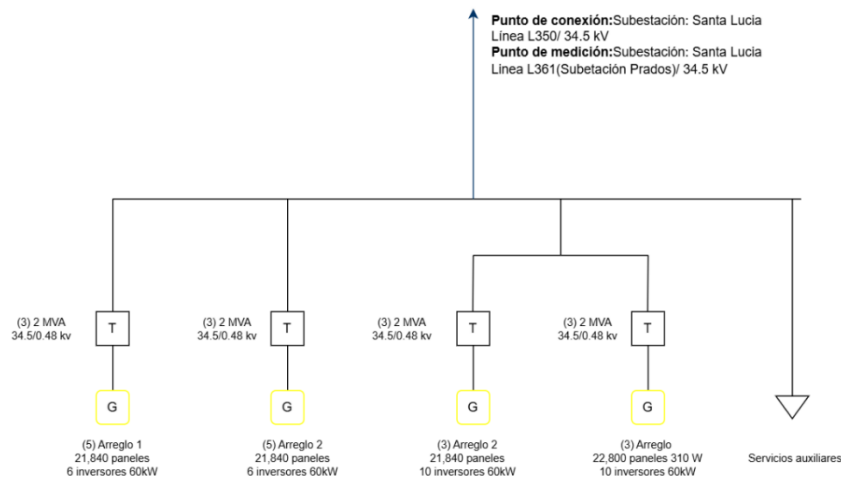 Punto de conexión:Subestación: Santa Lucia
Línea L350/ 34.5 kV
Punto de medición:Subestación: Santa Lucia
Linea L361(Subetación Prados)/ 34.5 kV
(3) 2 MVA
34.5/0.48 kv
T
(3) 2 MVA
34.5/0.48 kv
T
(3) 2 MVA
34.5/0.48 kv
T
(3) 2 MVA
34.5/0.48 kv
T
G
G
G
G
(5) Arreglo 1
21,840 paneles
6 inversores 60kW
(5) Arreglo 2
21,840 paneles
6 inversores 60kW
(3) Arreglo 2
21,840 paneles
10 inversores 60kW
(3) Arreglo
22,800 paneles 310 W
10 inversores 60kW
Servicios auxiliares